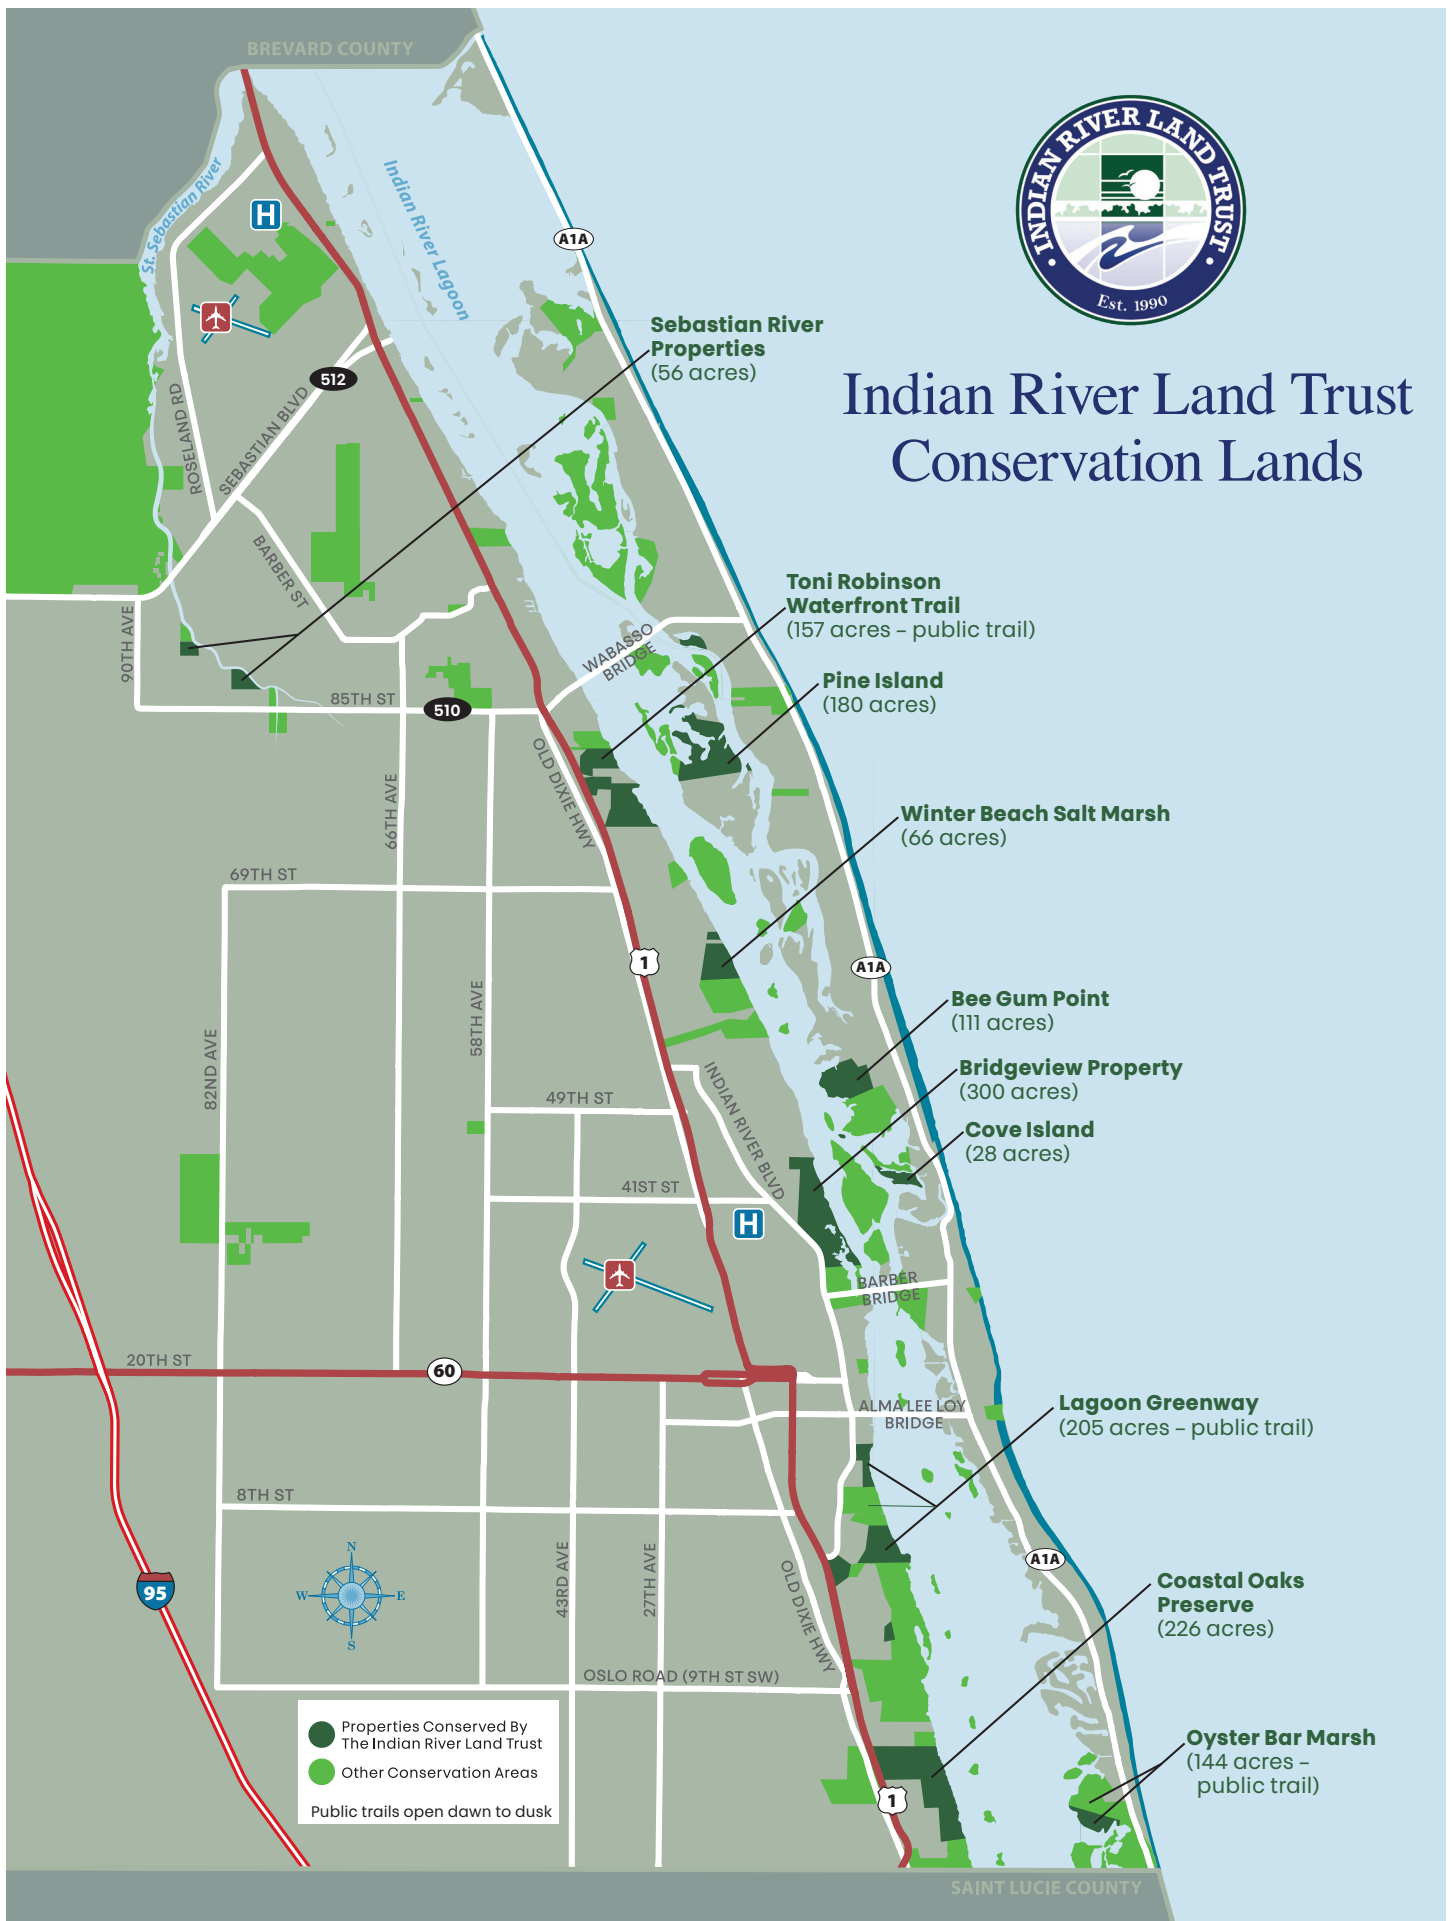 BREVARD COUNTY
INDIAN RIVER LAND TRUST
Est. 1990
Indian River Land Trust
Conservation Lands
St. Sebastian River
Indian River Lagoon
H
A1A
Sebastian River
Properties
(56 acres)
512
ROSELAND RD
SEBASTIAN BLVD
BARBER ST
Toni Robinson
Waterfront Trail
(157 acres – public trail)
90TH AVE
WABASSO
BRIDGE
Pine Island
(180 acres)
85TH ST
510
OLD DIXIE HWY
66TH AVE
Winter Beach Salt Marsh
(66 acres)
69TH ST
1
A1A
58TH AVE
82ND AVE
Bee Gum Point
(111 acres)
Bridgeview Property
(300 acres)
INDIAN RIVER BLVD
49TH ST
Cove Island
(28 acres)
41ST ST
H
BARBER
BRIDGE
20TH ST
60
ALMA LEE LOY
BRIDGE
Lagoon Greenway
(205 acres – public trail)
8TH ST
N
W
E
S
95
43RD AVE
27TH AVE
OLD DIXIE HWY
A1A
Coastal Oaks
Preserve
(226 acres)
OSLO ROAD (9TH ST SW)
Properties Conserved By
The Indian River Land Trust
Other Conservation Areas
Public trails open dawn to dusk
1
Oyster Bar Marsh
(144 acres –
public trail)
SAINT LUCIE COUNTY